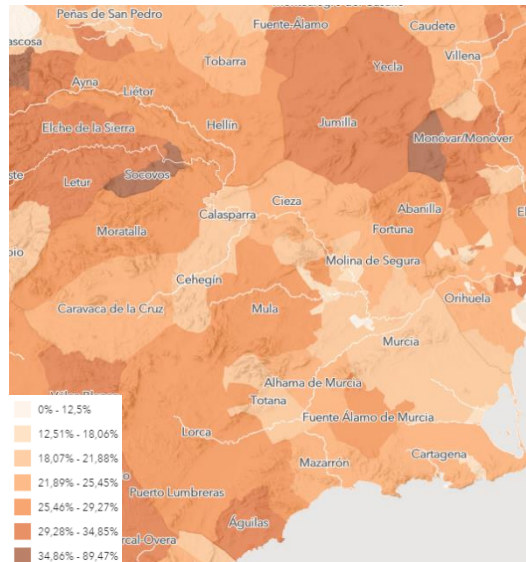 Peñas de San Pedro
Fuente-Álamo
Caudete
ascosa
Tobarra
Villena
Yecla
Ayna
Liétor
Elche de la Sierra
Hellín
Jumilla
Monóvar/Monóver
Socovos
Letur
Cieza
Calasparra
Abanilla
Moratalla
Fortuna
Molina de Segura
Cehegín
Orihuela
Caravaca de la Cruz
Mula
Murcia
Alhama de Murcia
Totana
Fuente Álamo de Murcia
Lorca
Cartagena
Mazarrón
Puerto Lumbreras
Águilas
rcal-Overa
0% - 12,5%
12,51% - 18,06%
18,07% - 21,88%
21,89% - 25,45%
25,46% - 29,27%
29,28% - 34,85%
34,86% - 89,47%